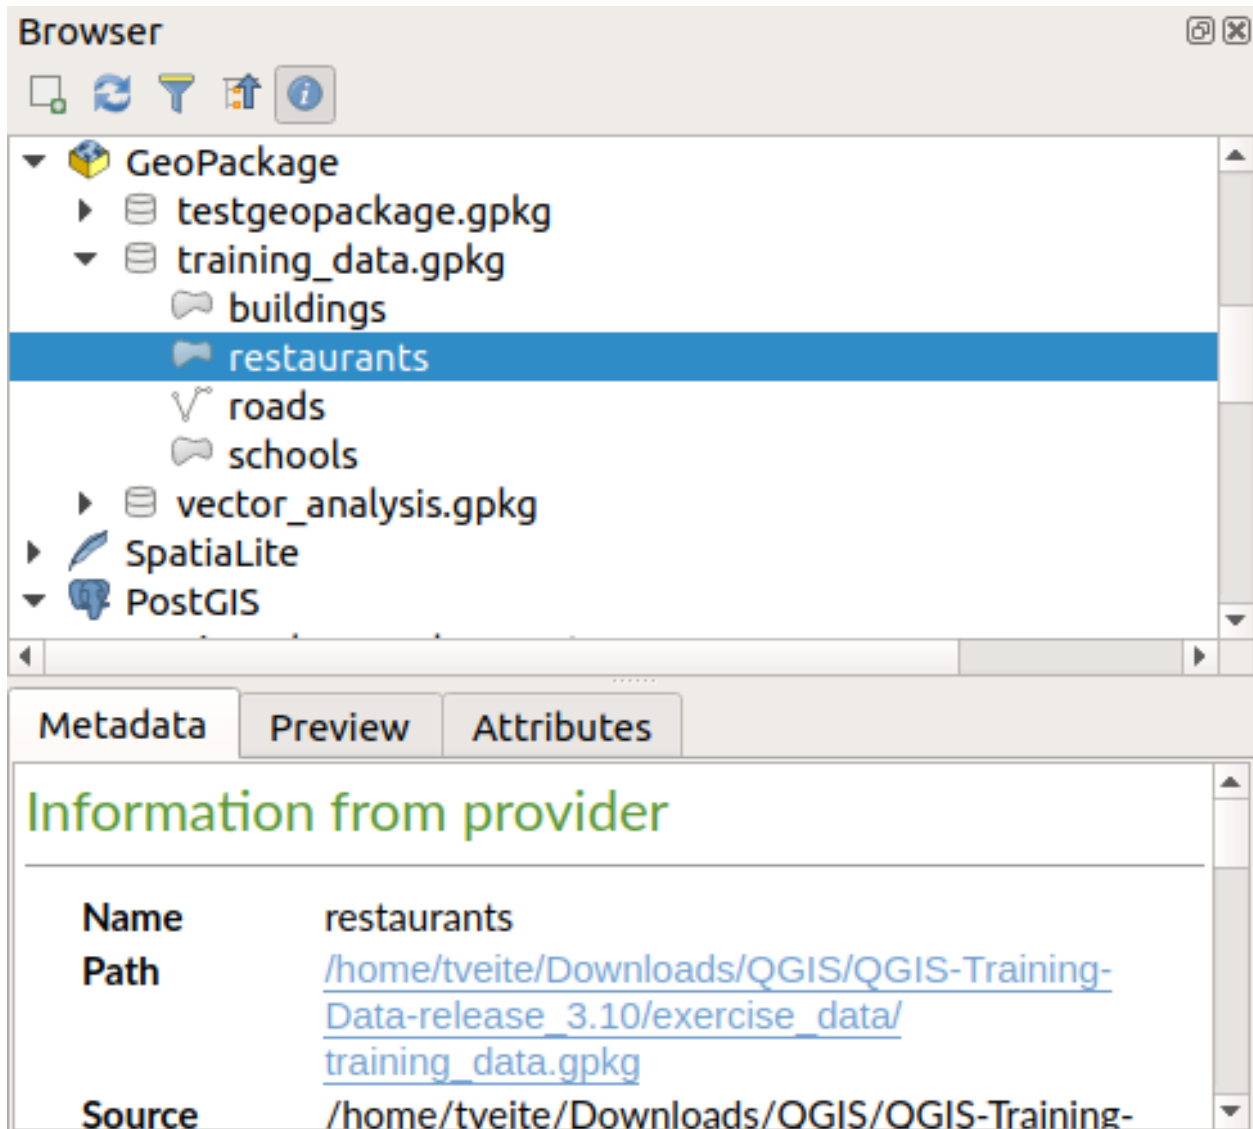 Browser
GeoPackage
testgeopackage.gpkg
training_data.gpkg
buildings
restaurants
roads
schools
vector_analysis.gpkg
SpatiaLite
PostGIS
Metadata Preview Attributes
Information from provider
Name restaurants
Path /home/tveite/Downloads/QGIS/QGIS-Training-
Data-release_3.10/exercise_data/
training_data.gpkg
Source /home/tveite/Downloads/QGIS/QGIS-Training-